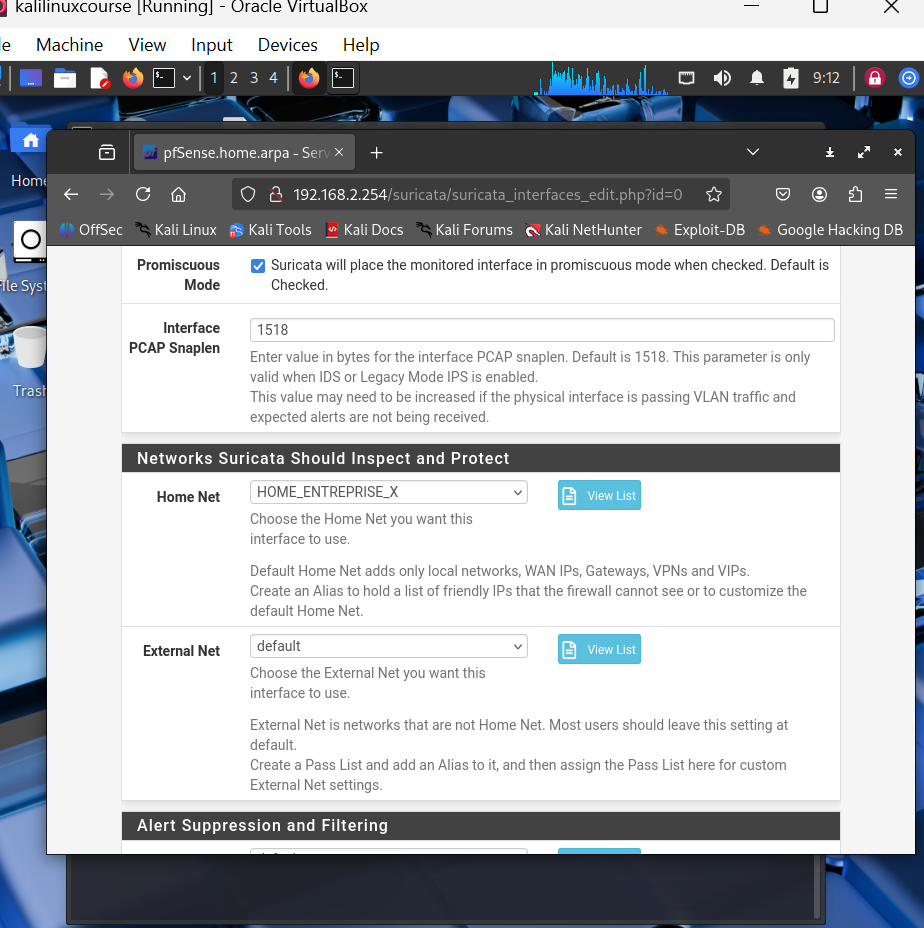 kalilinuxcourse [Running] - Oracle VirtualBox
Machine View Input Devices Help
1 2 3 4 9:12
pfSense.home.arpa - Serv
192.168.2.254/suricata/suricata_interfaces_edit.php?id=0
OffSec Kali Linux Kali Tools Kali Docs Kali Forums Kali NetHunter Exploit-DB Google Hacking DB
Home
File Syst
Trash
Promiscuous Mode
Suricata will place the monitored interface in promiscuous mode when checked. Default is
Checked.
Interface
PCAP Snaplen
1518
Enter value in bytes for the interface PCAP snaplen. Default is 1518. This parameter is only
valid when IDS or Legacy Mode IPS is enabled.
This value may need to be increased if the physical interface is passing VLAN traffic and
expected alerts are not being received.
Networks Suricata Should Inspect and Protect
Home Net
HOME_ENTREPRISE_X
View List
Choose the Home Net you want this
interface to use.
Default Home Net adds only local networks, WAN IPs, Gateways, VPNs and VIPs.
Create an Alias to hold a list of friendly IPs that the firewall cannot see or to customize the
default Home Net.
External Net
default
View List
Choose the External Net you want this
interface to use.
External Net is networks that are not Home Net. Most users should leave this setting at
default.
Create a Pass List and add an Alias to it, and then assign the Pass List here for custom
External Net settings.
Alert Suppression and Filtering